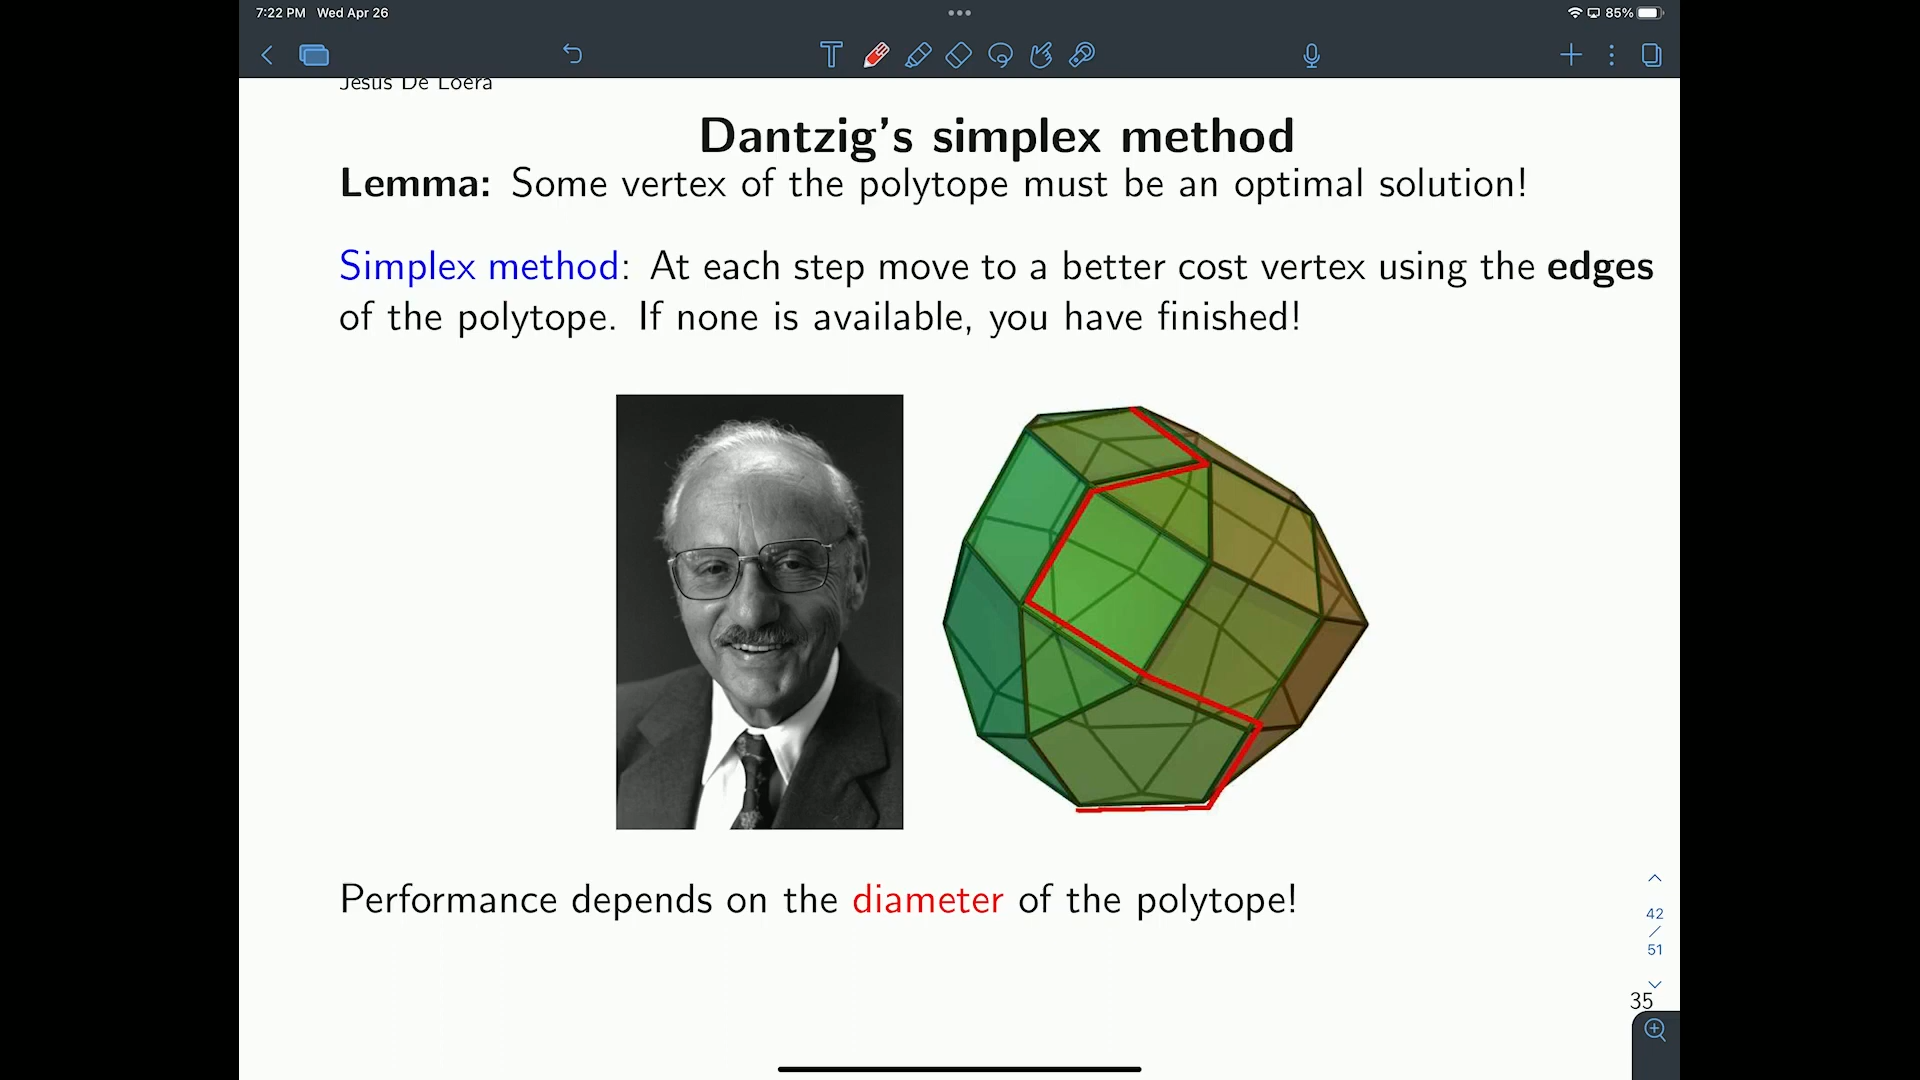 7:22 PM Wed Apr 26
85%
Jesús De Loera
Dantzig's simplex method
Lemma: Some vertex of the polytope must be an optimal solution!
Simplex method: At each step move to a better cost vertex using the edges
of the polytope. If none is available, you have finished!
Performance depends on the diameter of the polytope!
42
/
51
35